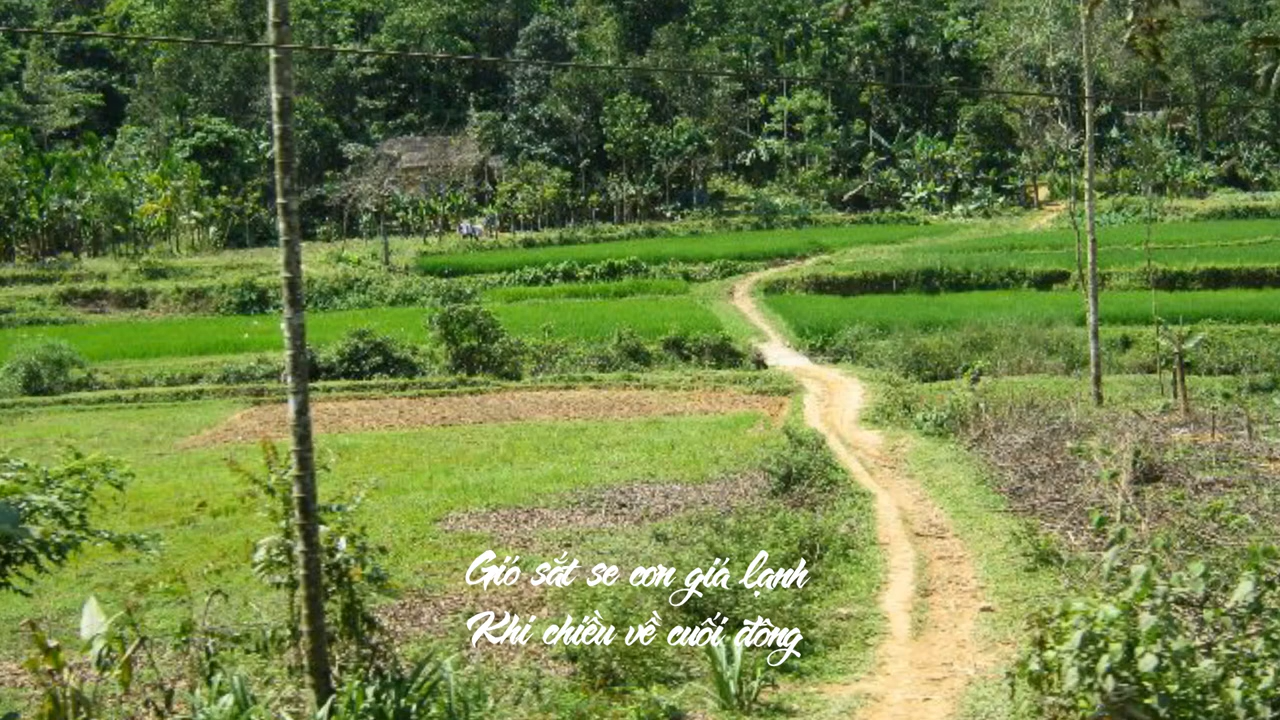 Gió sắt se cơn giá lạnh
Khi chiều về cuối đông